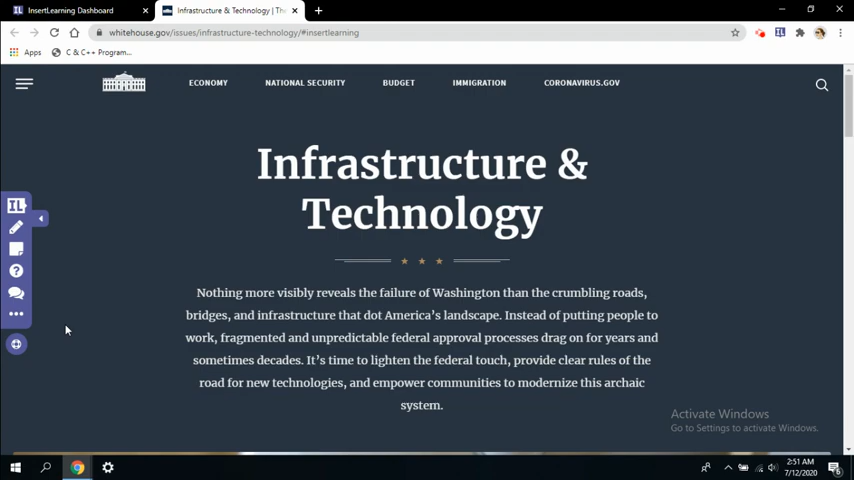 InsertLearning Dashboard
Infrastructure & Technology | Th
whitehouse.gov/issues/infrastructure-technology/#insertlearning
Apps
C & C++ Program...
ECONOMY
NATIONAL SECURITY
BUDGET
IMMIGRATION
CORONAVIRUS.GOV
Infrastructure &
Technology
IL
Nothing more visibly reveals the failure of Washington than the crumbling roads,
bridges, and infrastructure that dot America's landscape. Instead of putting people to
work, fragmented and unpredictable federal approval processes drag on for years and
sometimes decades. It's time to lighten the federal touch, provide clear rules of the
road for new technologies, and empower communities to modernize this archaic
system.
Activate Windows
Go to Settings to activate Windows.
2:51 AM
7/12/2020